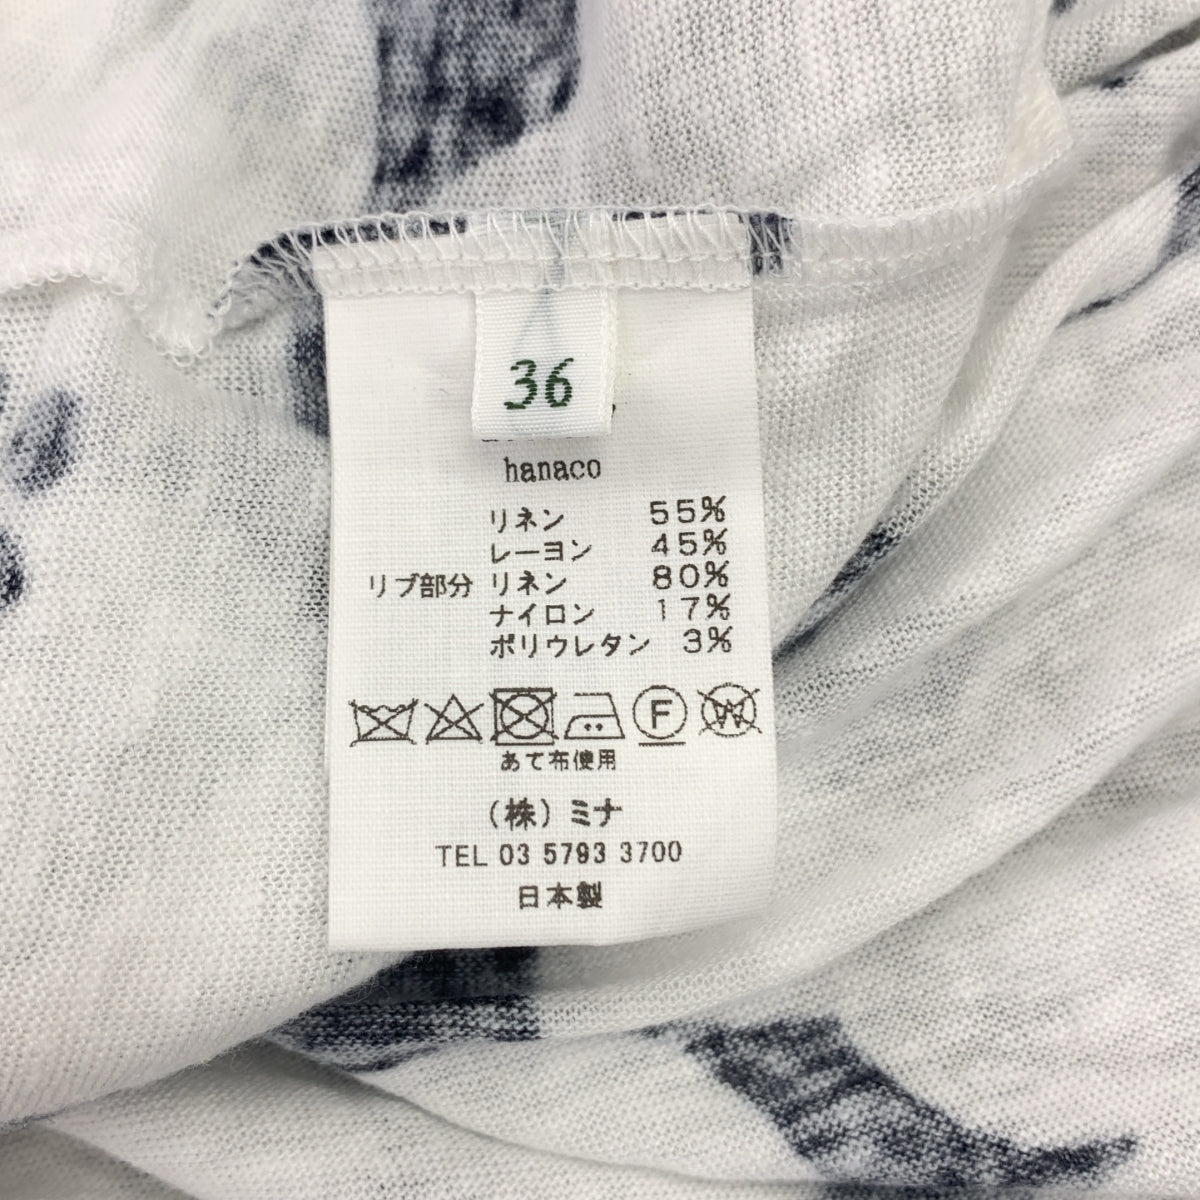 36
hanaco
リネン 55%
レーヨン 45%
リブ部分 リネン 80%
ナイロン 17%
ポリウレタン 3%
F W
あて布使用
(株)ミナ
TEL 03 5793 3700
日本製